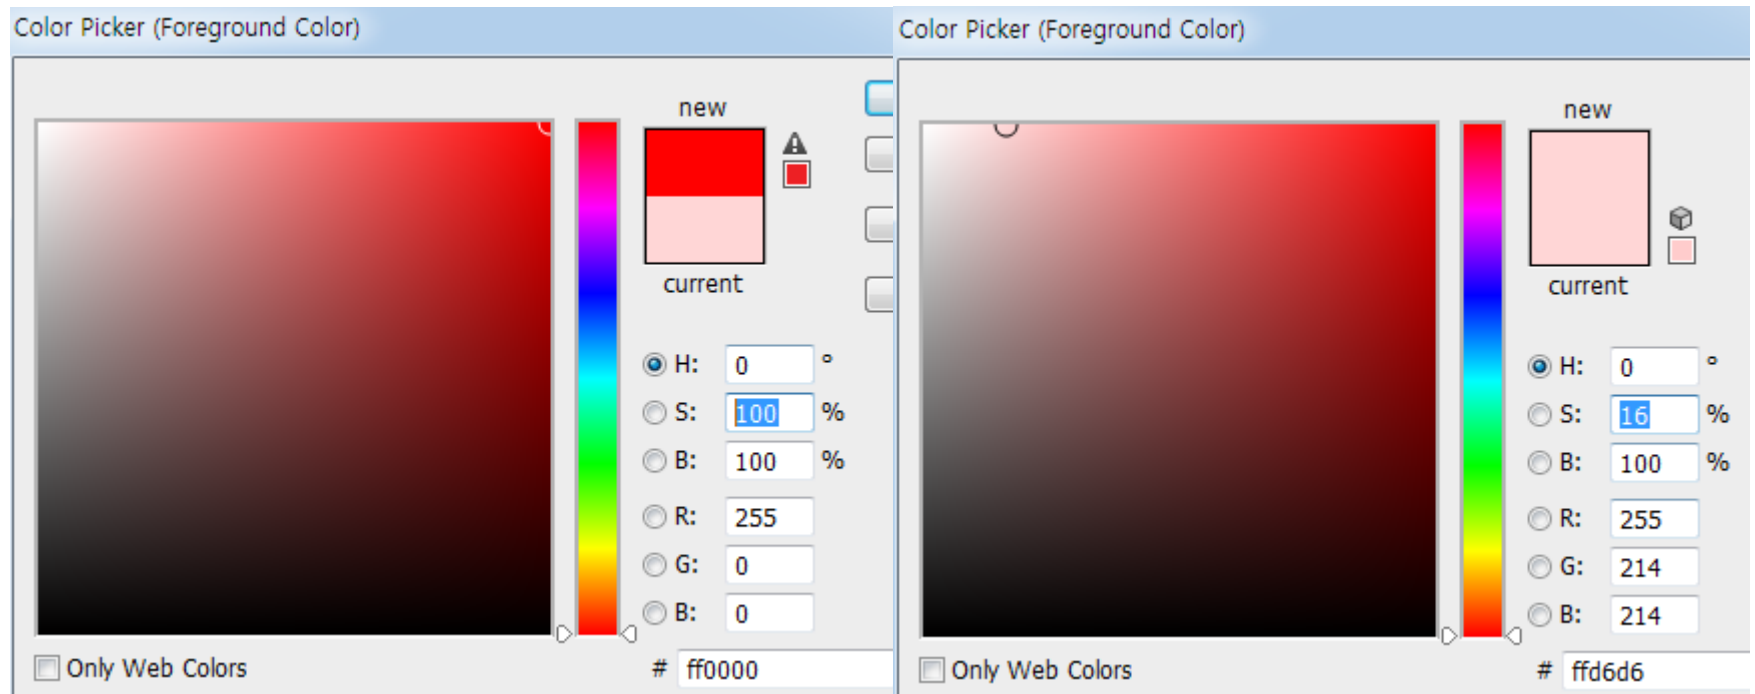 Color Picker (Foreground Color)
new
current
H: 0 °
S: 100 %
B: 100 %
R: 255
G: 0
B: 0
Only Web Colors
# ff0000
Color Picker (Foreground Color)
new
current
H: 0 °
S: 16 %
B: 100 %
R: 255
G: 214
B: 214
Only Web Colors
# ffd6d6